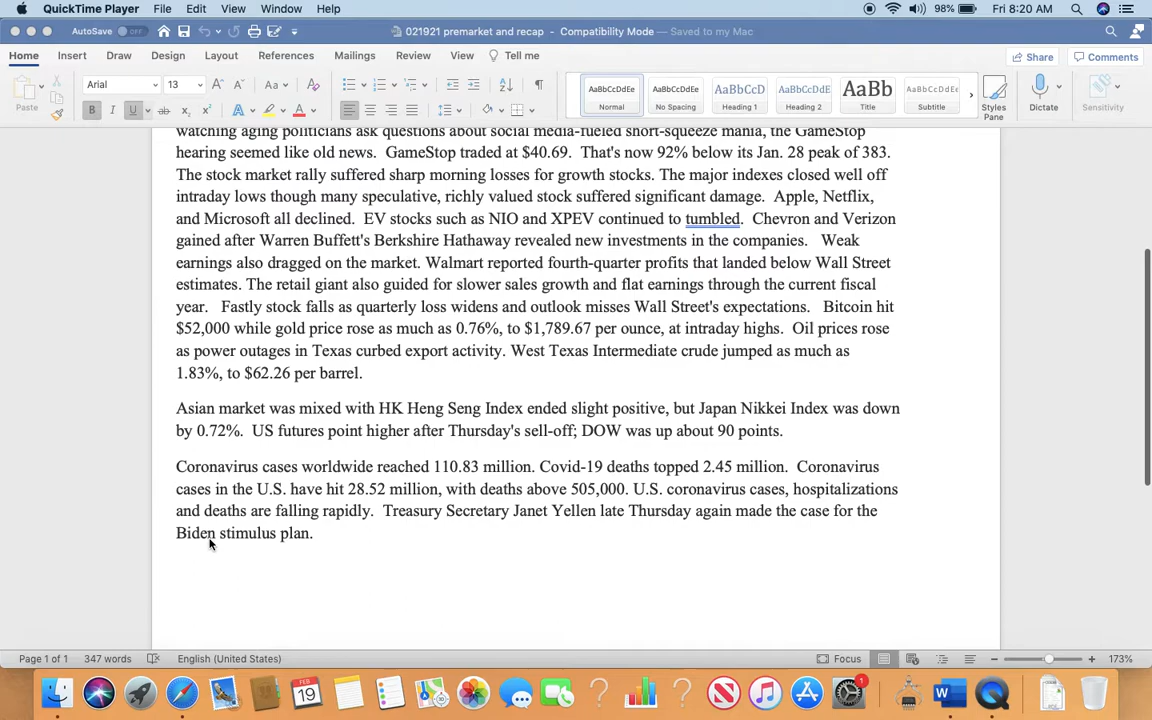 QuickTime Player File Edit View Window Help 98% Fri 8:20 AM
AutoSave OFF 021921 premarket and recap - Compatibility Mode — Saved to my Mac
Home Insert Draw Design Layout References Mailings Review View Tell me Share Comments
Paste Arial 13 A A Aa A AaBbCcDdEe AaBbCcDdEe AaBbCcD AaBbCcDdE AaBb AaBbCcDdEe Styles Pane Dictate Sensitivity
B I U ab x₂ x² A A Normal No Spacing Heading 1 Heading 2 Title Subtitle
watching aging politicians ask questions about social media-fueled short-squeeze mania, the GameStop
hearing seemed like old news. GameStop traded at $40.69. That's now 92% below its Jan. 28 peak of 383.
The stock market rally suffered sharp morning losses for growth stocks. The major indexes closed well off
intraday lows though many speculative, richly valued stock suffered significant damage. Apple, Netflix,
and Microsoft all declined. EV stocks such as NIO and XPEV continued to tumbled. Chevron and Verizon
gained after Warren Buffett's Berkshire Hathaway revealed new investments in the companies. Weak
earnings also dragged on the market. Walmart reported fourth-quarter profits that landed below Wall Street
estimates. The retail giant also guided for slower sales growth and flat earnings through the current fiscal
year. Fastly stock falls as quarterly loss widens and outlook misses Wall Street's expectations. Bitcoin hit
$52,000 while gold price rose as much as 0.76%, to $1,789.67 per ounce, at intraday highs. Oil prices rose
as power outages in Texas curbed export activity. West Texas Intermediate crude jumped as much as
1.83%, to $62.26 per barrel.
Asian market was mixed with HK Heng Seng Index ended slight positive, but Japan Nikkei Index was down
by 0.72%. US futures point higher after Thursday's sell-off; DOW was up about 90 points.
Coronavirus cases worldwide reached 110.83 million. Covid-19 deaths topped 2.45 million. Coronavirus
cases in the U.S. have hit 28.52 million, with deaths above 505,000. U.S. coronavirus cases, hospitalizations
and deaths are falling rapidly. Treasury Secretary Janet Yellen late Thursday again made the case for the
Biden stimulus plan.
Page 1 of 1 347 words English (United States) Focus 173%
FEB 19 1 W